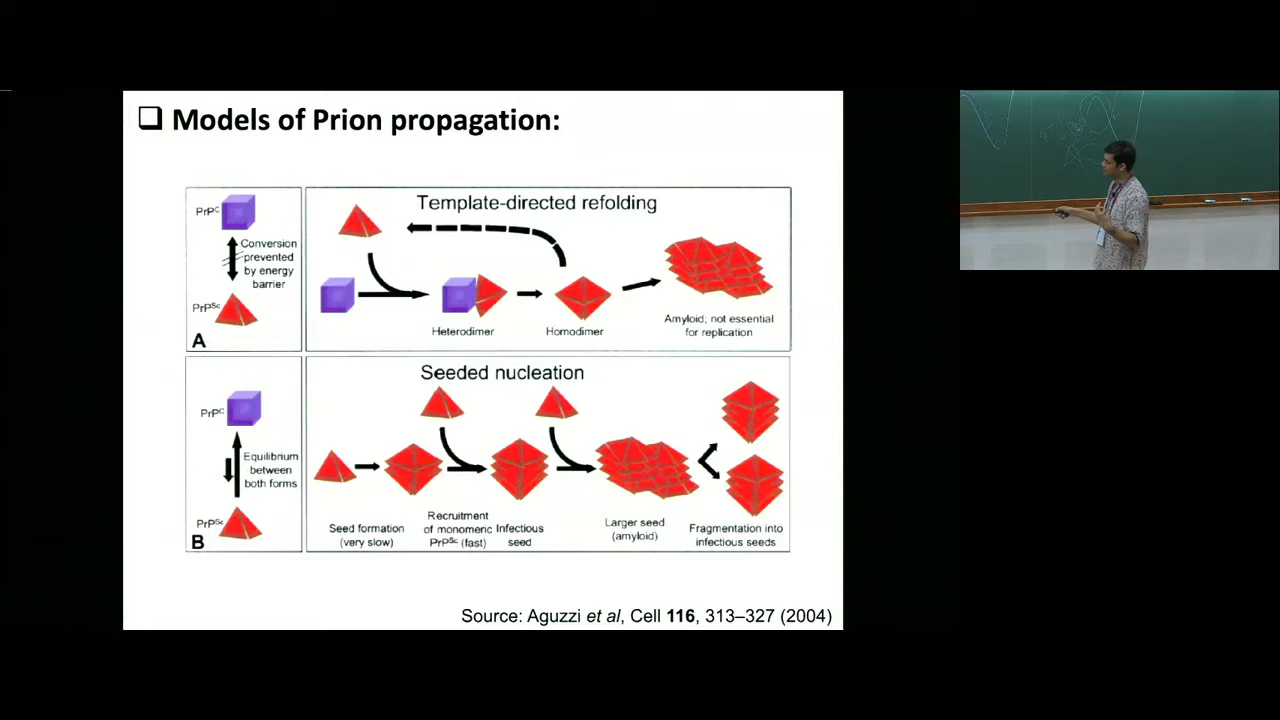 ❑ Models of Prion propagation:
PrPᶜ
Conversion
prevented
by energy
barrier
PrPˢᶜ
A
Template-directed refolding
Heterodimer
Homodimer
Amyloid; not essential
for replication
PrPᶜ
Equilibrium
between
both forms
PrPˢᶜ
B
Seeded nucleation
Seed formation
(very slow)
Recruitment
of monomeric
PrPˢᶜ (fast)
Infectious
seed
Larger seed
(amyloid)
Fragmentation into
infectious seeds
Source: Aguzzi et al, Cell 116, 313–327 (2004)